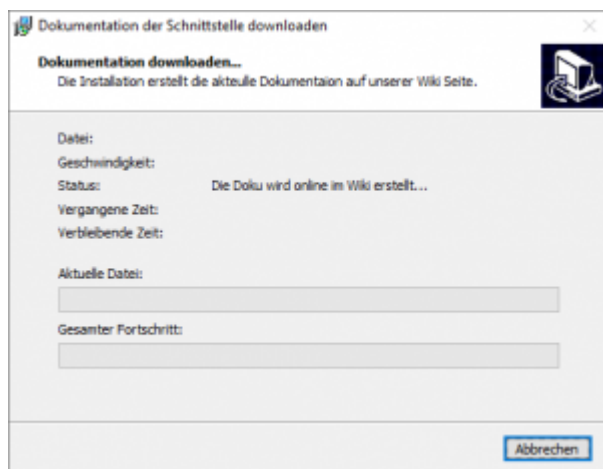 Dokumentation der Schnittstelle downloaden
Dokumentation downloaden...
Die Installation erstellt die akteulle Dokumentaion auf unserer Wiki Seite.
Datei:
Geschwindigkeit:
Status: Die Doku wird online im Wiki erstellt...
Vergangene Zeit:
Verbleibende Zeit:
Aktuelle Datei:
Gesamter Fortschritt:
Abbrechen